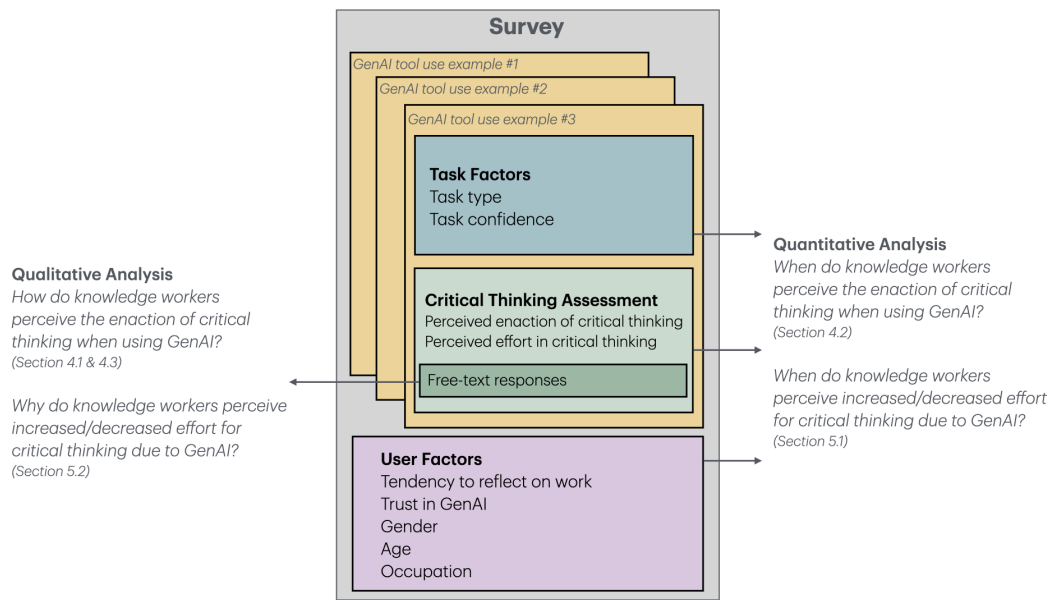 Survey
GenAI tool use example #1
GenAI tool use example #2
GenAI tool use example #3
Task Factors
Task type
Task confidence
Critical Thinking Assessment
Perceived enaction of critical thinking
Perceived effort in critical thinking
Free-text responses
User Factors
Tendency to reflect on work
Trust in GenAI
Gender
Age
Occupation
Qualitative Analysis
How do knowledge workers
perceive the enaction of critical
thinking when using GenAI?
(Section 4.1 & 4.3)
Why do knowledge workers perceive
increased/decreased effort for
critical thinking due to GenAI?
(Section 5.2)
Quantitative Analysis
When do knowledge workers
perceive the enaction of critical
thinking when using GenAI?
(Section 4.2)
When do knowledge workers
perceive increased/decreased effort
for critical thinking due to GenAI?
(Section 5.1)